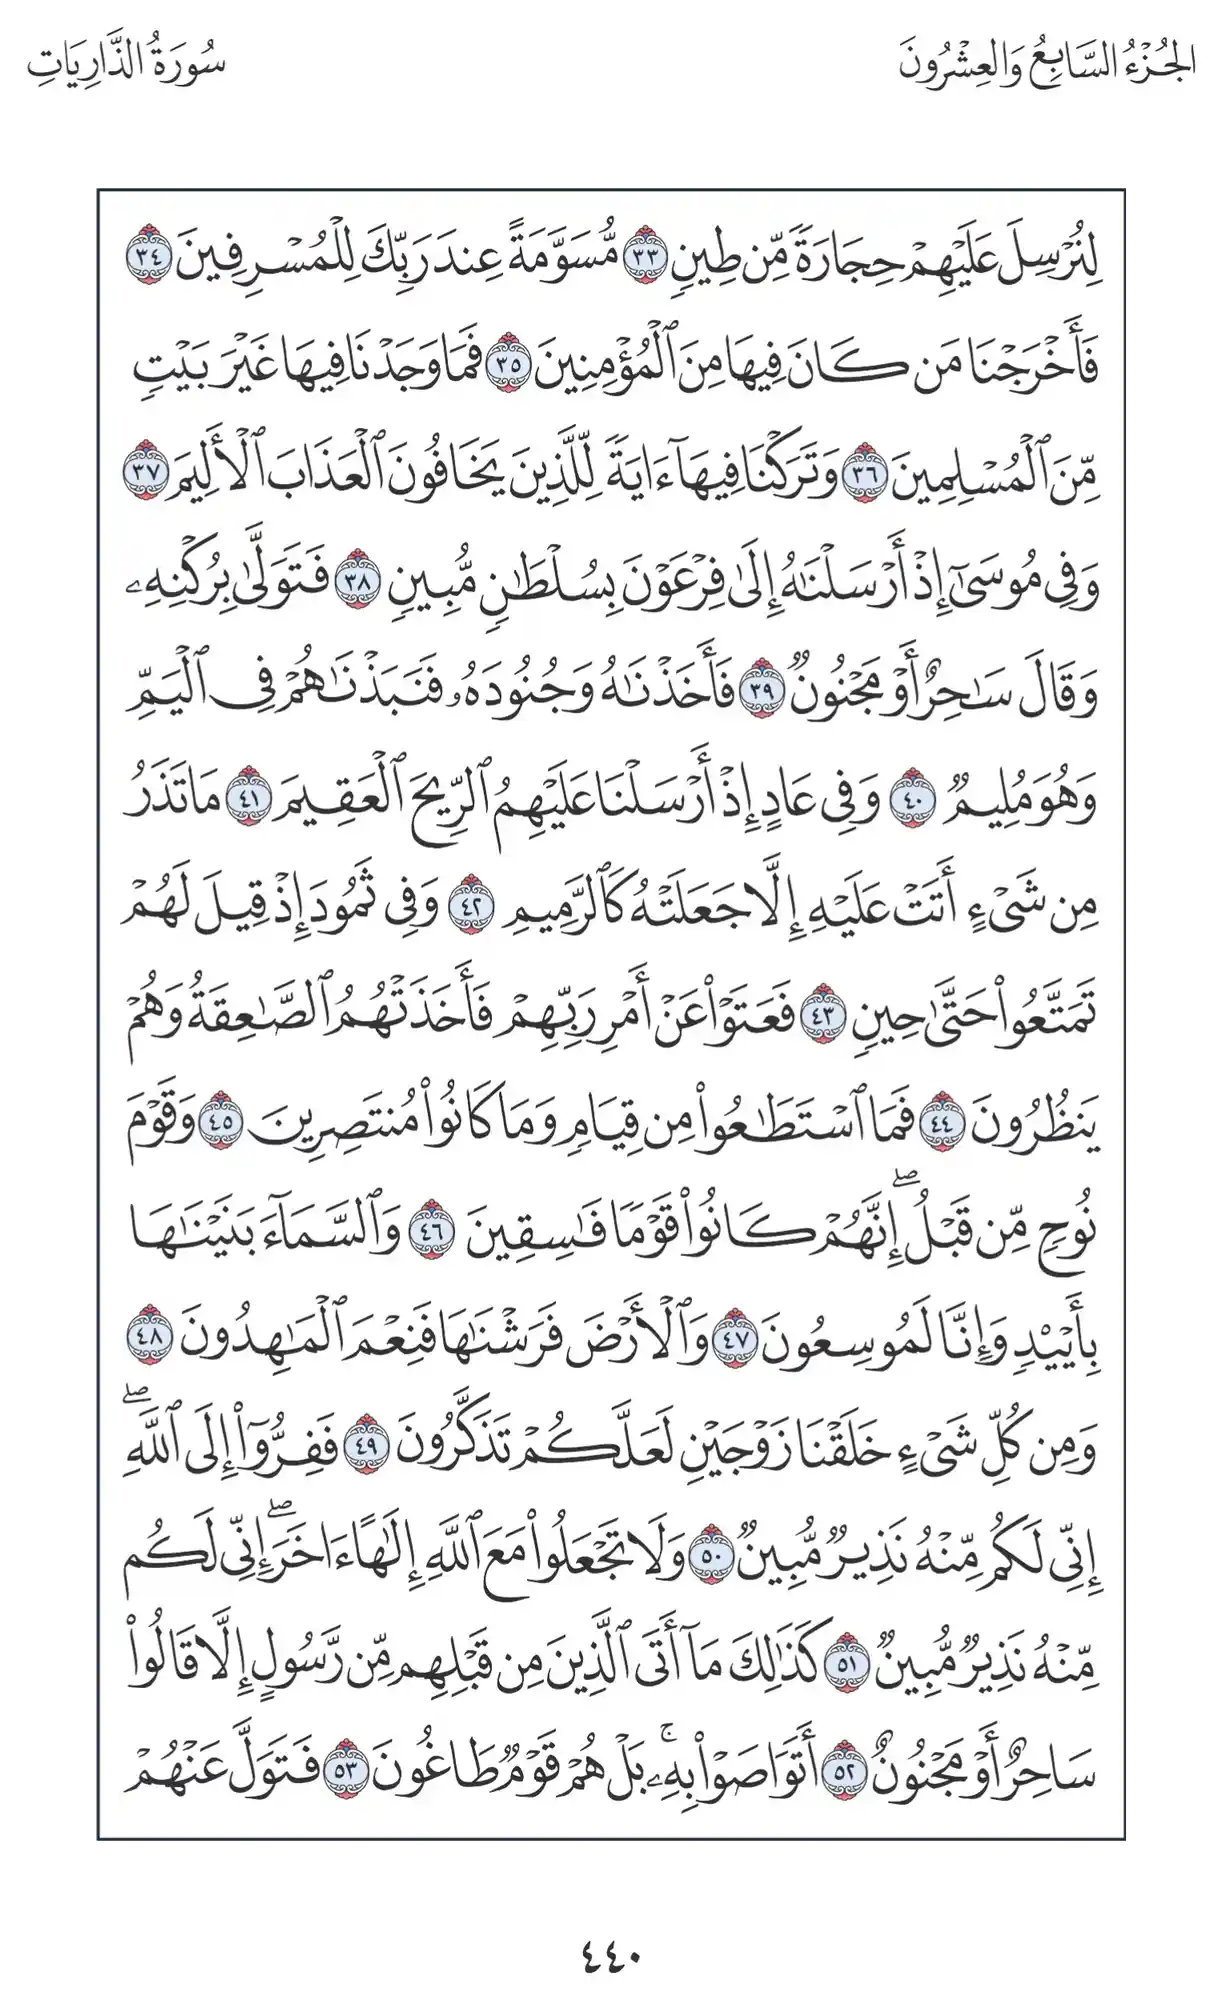 الجُزْءُ السَّابِعُ وَالعِشْرُونَ
سُورَةُ الذَّارِيَاتِ
لِنُرْسِلَ عَلَيْهِمْ حِجَارَةً مِّن طِينٍ ٣٣ مُّسَوَّمَةً عِندَ رَبِّكَ لِلْمُسْرِفِينَ ٣٤
فَأَخْرَجْنَا مَن كَانَ فِيهَا مِنَ ٱلْمُؤْمِنِينَ ٣٥ فَمَا وَجَدْنَا فِيهَا غَيْرَ بَيْتٍ
مِّنَ ٱلْمُسْلِمِينَ ٣٦ وَتَرَكْنَا فِيهَآ ءَايَةً لِّلَّذِينَ يَخَافُونَ ٱلْعَذَابَ ٱلْأَلِيمَ ٣٧
وَفِى مُوسَىٰٓ إِذْ أَرْسَلْنَٰهُ إِلَىٰ فِرْعَوْنَ بِسُلْطَٰنٍ مُّبِينٍ ٣٨ فَتَوَلَّىٰ بِرُكْنِهِۦ
وَقَالَ سَٰحِرٌ أَوْ مَجْنُونٌ ٣٩ فَأَخَذْنَٰهُ وَجُنُودَهُۥ فَنَبَذْنَٰهُمْ فِى ٱلْيَمِّ
وَهُوَ مُلِيمٌ ٤٠ وَفِى عَادٍ إِذْ أَرْسَلْنَا عَلَيْهِمُ ٱلرِّيحَ ٱلْعَقِيمَ ٤١ مَا تَذَرُ
مِن شَىْءٍ أَتَتْ عَلَيْهِ إِلَّا جَعَلَتْهُ كَٱلرَّمِيمِ ٤٢ وَفِى ثَمُودَ إِذْ قِيلَ لَهُمْ
تَمَتَّعُوا۟ حَتَّىٰ حِينٍ ٤٣ فَعَتَوْا۟ عَنْ أَمْرِ رَبِّهِمْ فَأَخَذَتْهُمُ ٱلصَّٰعِقَةُ وَهُمْ
يَنظُرُونَ ٤٤ فَمَا ٱسْتَطَٰعُوا۟ مِن قِيَامٍ وَمَا كَانُوا۟ مُنتَصِرِينَ ٤٥ وَقَوْمَ
نُوحٍ مِّن قَبْلُ ۖ إِنَّهُمْ كَانُوا۟ قَوْمًا فَٰسِقِينَ ٤٦ وَٱلسَّمَآءَ بَنَيْنَٰهَا
بِأَيْي۟دٍ وَإِنَّا لَمُوسِعُونَ ٤٧ وَٱلْأَرْضَ فَرَشْنَٰهَا فَنِعْمَ ٱلْمَٰهِدُونَ ٤٨
وَمِن كُلِّ شَىْءٍ خَلَقْنَا زَوْجَيْنِ لَعَلَّكُمْ تَذَكَّرُونَ ٤٩ فَفِرُّوٓا۟ إِلَى ٱللَّهِ ۖ
إِنِّى لَكُم مِّنْهُ نَذِيرٌ مُّبِينٌ ٥٠ وَلَا تَجْعَلُوا۟ مَعَ ٱللَّهِ إِلَٰهًا ءَاخَرَ ۖ إِنِّى لَكُم
مِّنْهُ نَذِيرٌ مُّبِينٌ ٥١ كَذَٰلِكَ مَآ أَتَى ٱلَّذِينَ مِن قَبْلِهِم مِّن رَّسُولٍ إِلَّا قَالُوا۟
سَاحِرٌ أَوْ مَجْنُونٌ ٥٢ أَتَوَاصَوْا۟ بِهِۦ ۚ بَلْ هُمْ قَوْمٌ طَاغُونَ ٥٣ فَتَوَلَّ عَنْهُمْ
٤٤٠